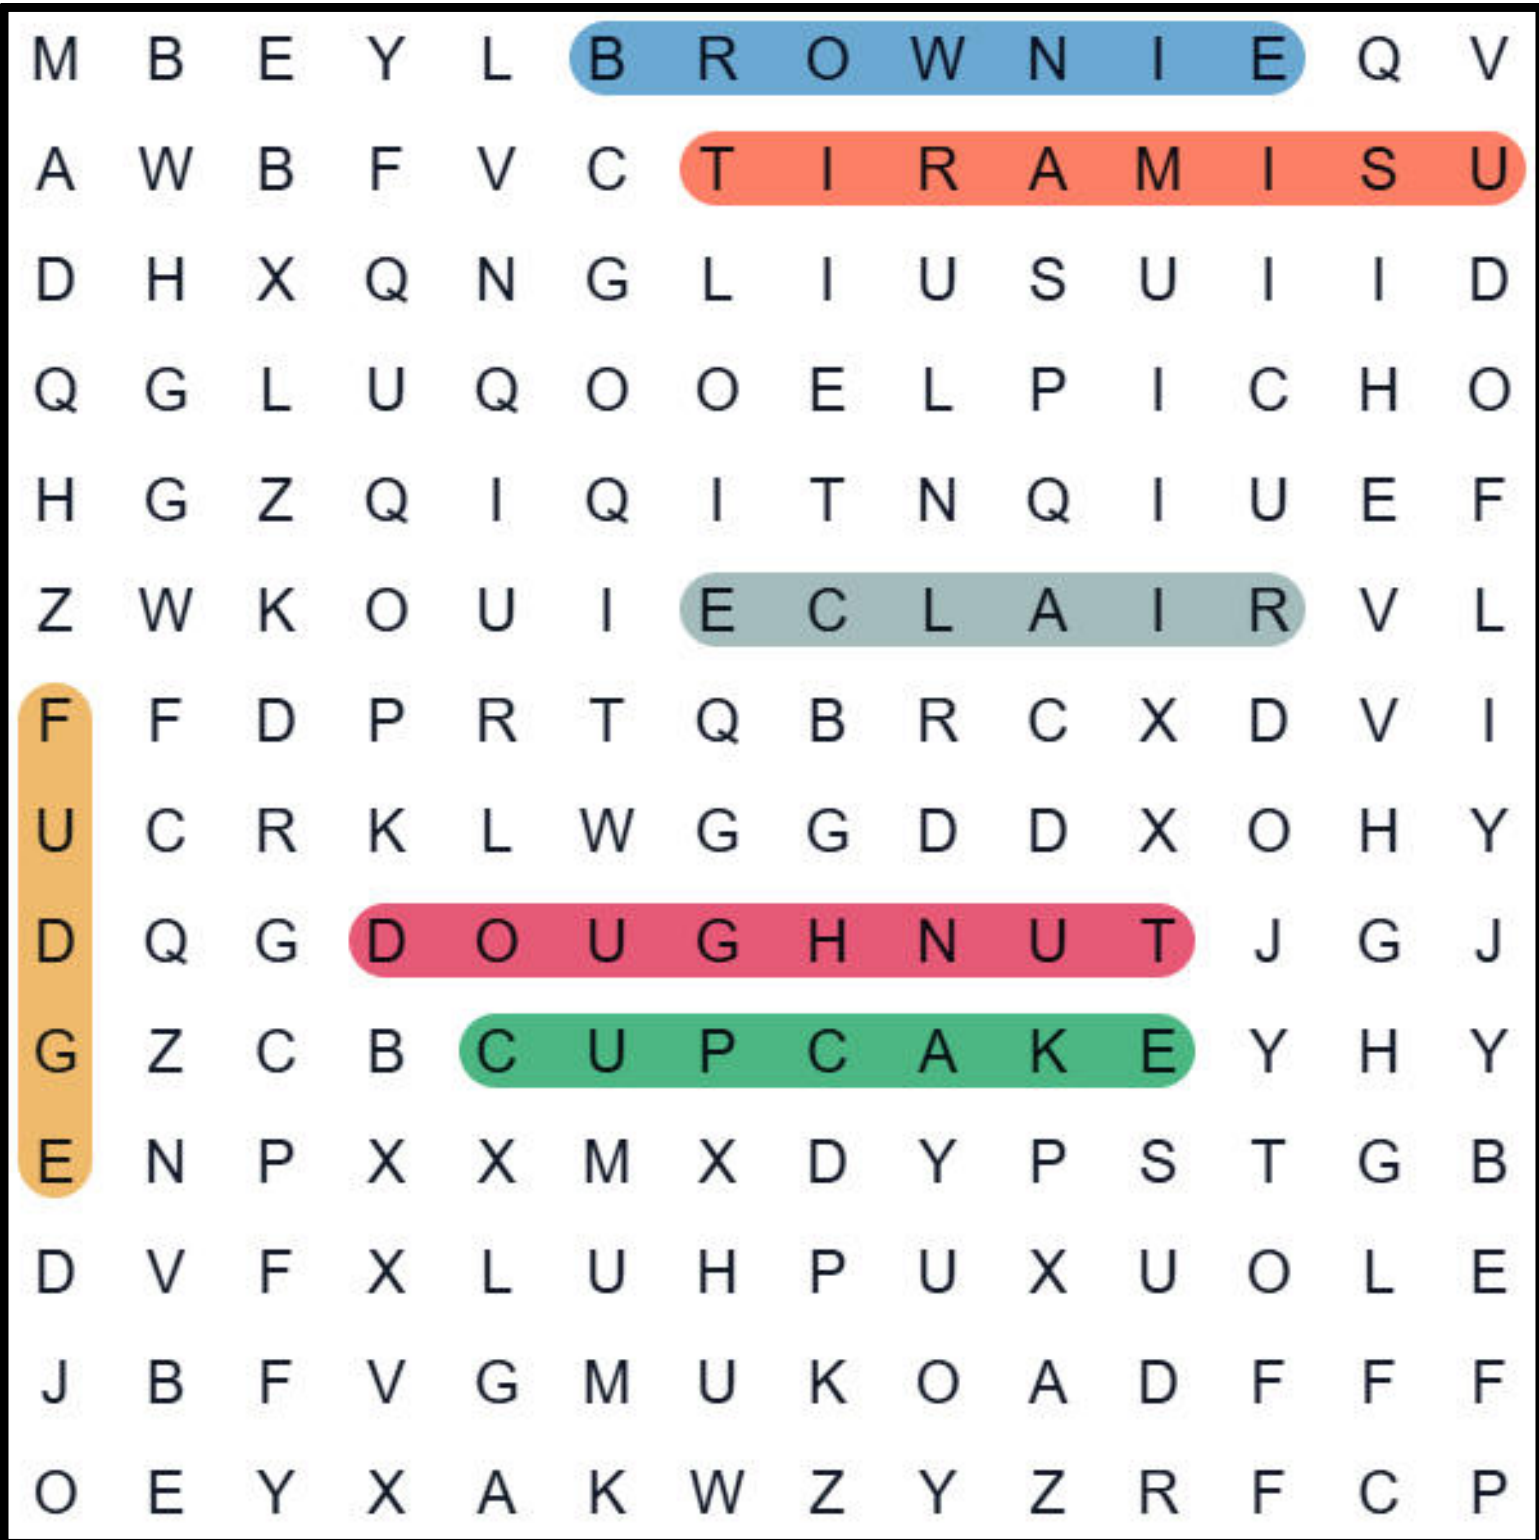 M B E Y L B R O W N I E Q V
A W B F V C T I R A M I S U
D H X Q N G L I U S U I I D
Q G L U Q O O E L P I C H O
H G Z Q I Q I T N Q I U E F
Z W K O U I E C L A I R V L
F F D P R T Q B R C X D V I
U C R K L W G G D D X O H Y
D Q G D O U G H N U T J G J
G Z C B C U P C A K E Y H Y
E N P X X M X D Y P S T G B
D V F X L U H P U X U O L E
J B F V G M U K O A D F F F
O E Y X A K W Z Y Z R F C P